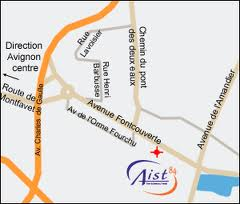 Direction
Avignon
centre
Route de
Montfavet
Av. Charles de Gaulle
Rue
Lavoisier
Rue Henri
Barbusse
Chemin du pont
des deux eaux
Avenue Fontcouverte
Av de l'Orme Fourchu
Avenue de l'Amandier
Aist
84